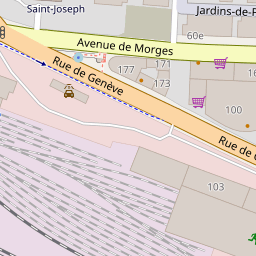 Saint-Joseph
Jardins-de-P
60e
Avenue de Morges
177
173
Rue de Genève
100
Rue de G
103